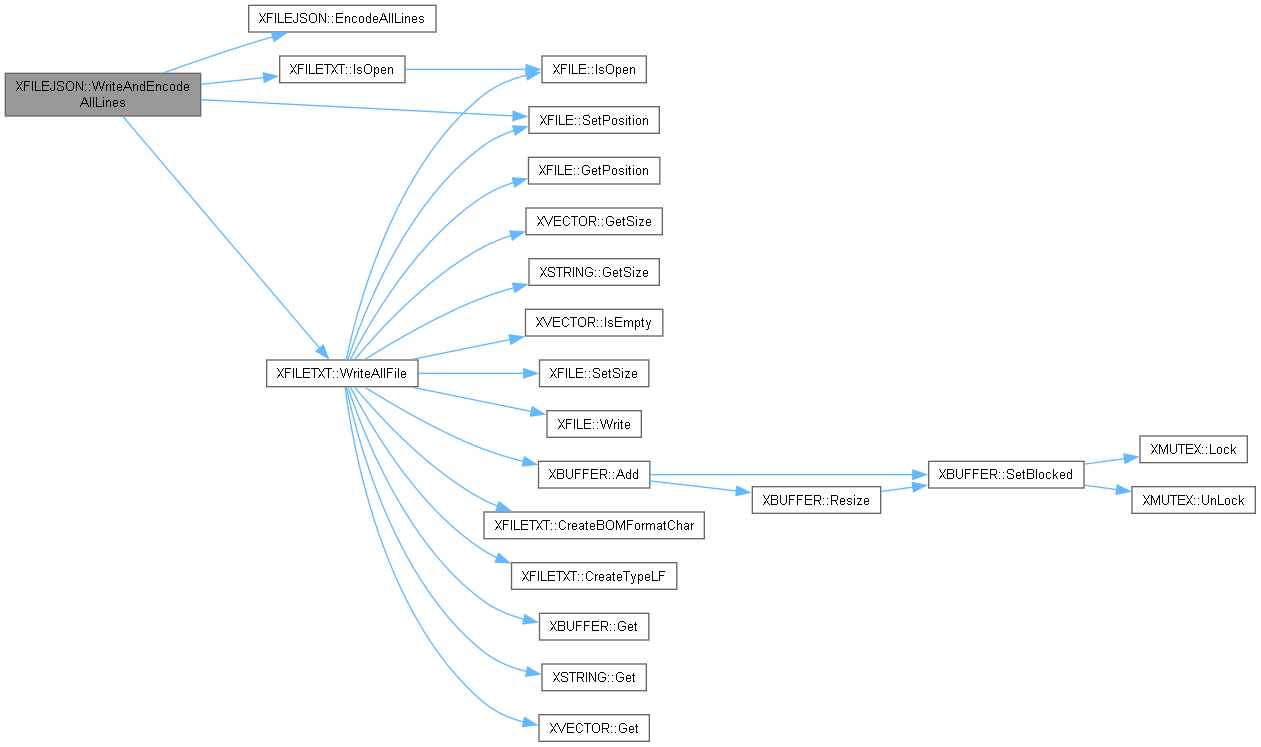 XFILEJSON::EncodeAllLines
XFILETXT::IsOpen
XFILE::IsOpen
XFILEJSON::WriteAndEncode
AllLines
XFILE::SetPosition
XFILE::GetPosition
XVECTOR::GetSize
XSTRING::GetSize
XVECTOR::IsEmpty
XFILETXT::WriteAllFile
XFILE::SetSize
XFILE::Write
XMUTEX::Lock
XBUFFER::Add
XBUFFER::SetBlocked
XBUFFER::Resize
XMUTEX::UnLock
XFILETXT::CreateBOMFormatChar
XFILETXT::CreateTypeLF
XBUFFER::Get
XSTRING::Get
XVECTOR::Get